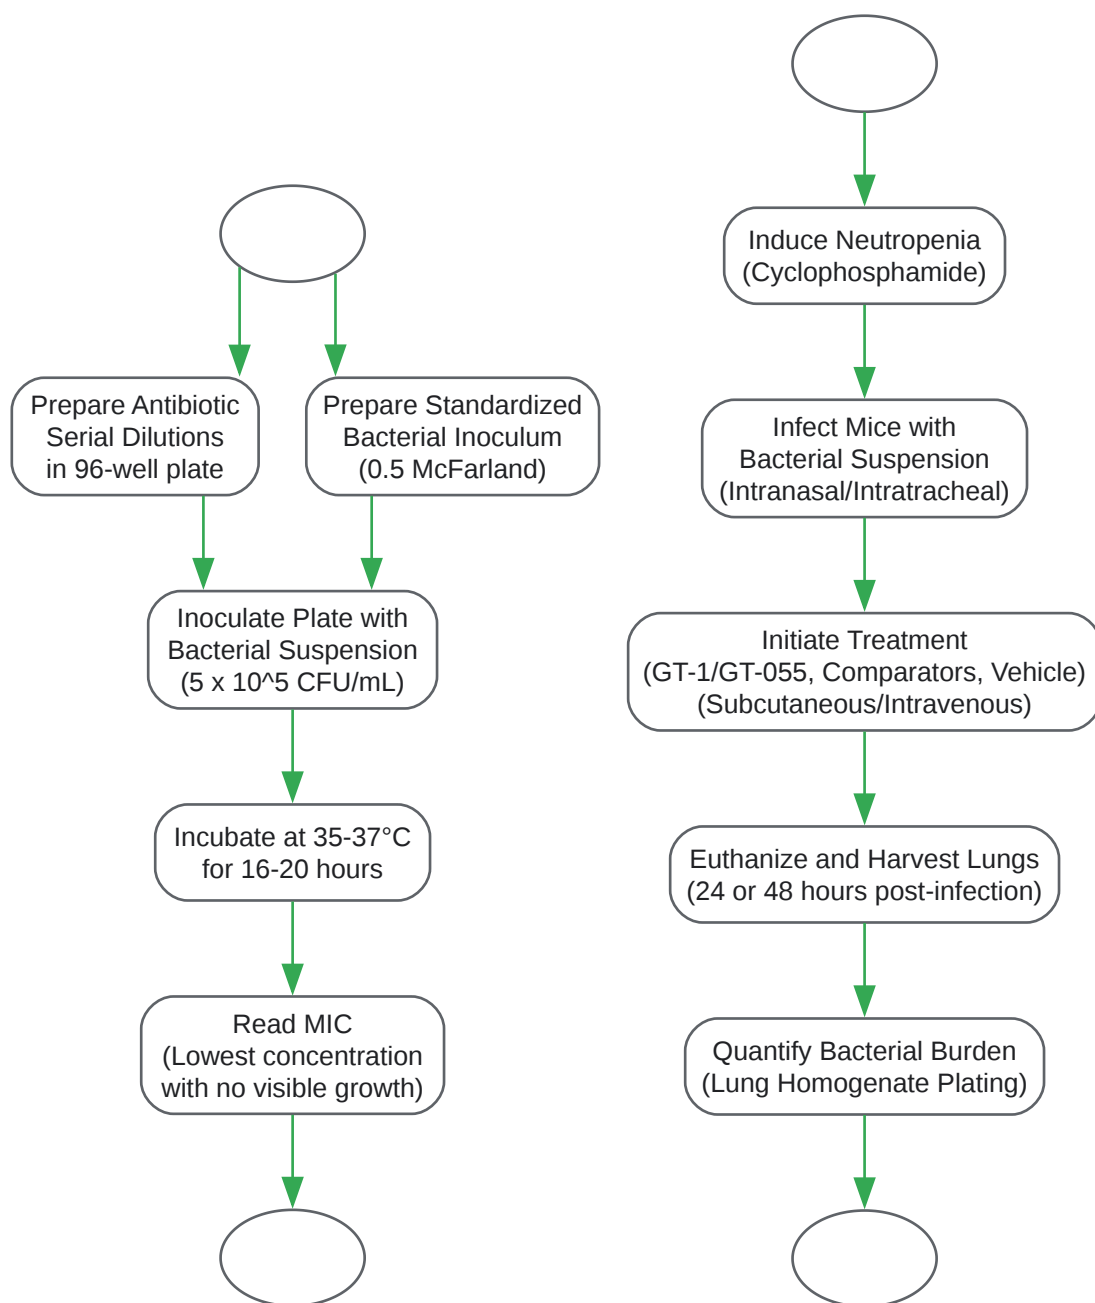 Prepare Antibiotic
Serial Dilutions
in 96-well plate
Prepare Standardized
Bacterial Inoculum
(0.5 McFarland)
Inoculate Plate with
Bacterial Suspension
(5 x 10^5 CFU/mL)
Incubate at 35-37°C
for 16-20 hours
Read MIC
(Lowest concentration
with no visible growth)
Induce Neutropenia
(Cyclophosphamide)
Infect Mice with
Bacterial Suspension
(Intranasal/Intratracheal)
Initiate Treatment
(GT-1/GT-055, Comparators, Vehicle)
(Subcutaneous/Intravenous)
Euthanize and Harvest Lungs
(24 or 48 hours post-infection)
Quantify Bacterial Burden
(Lung Homogenate Plating)